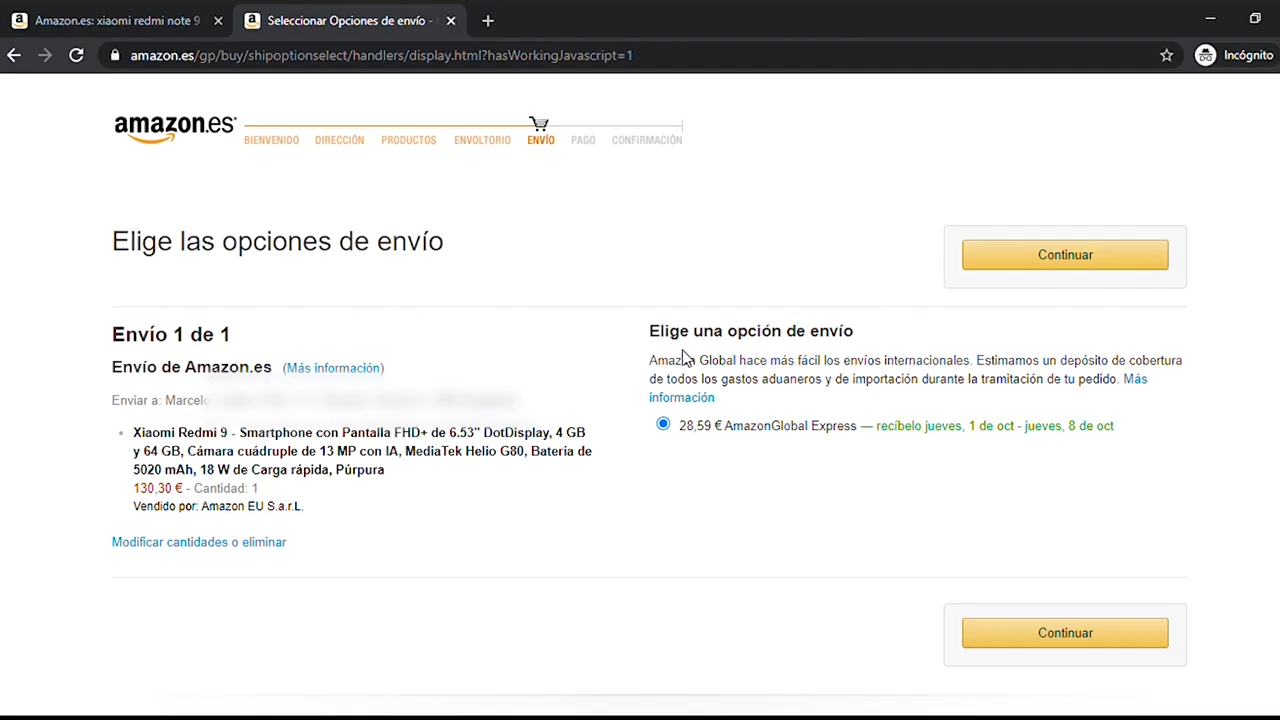 Amazon.es: xiaomi redmi note 9
Seleccionar Opciones de envío -
amazon.es/gp/buy/shipoptionselect/handlers/display.html?hasWorkingJavascript=1
Incógnito
amazon.es
BIENVENIDO DIRECCIÓN PRODUCTOS ENVOLTORIO ENVÍO PAGO CONFIRMACIÓN
Elige las opciones de envío
Continuar
Envío 1 de 1
Envío de Amazon.es (Más información)
Enviar a: Marcelo
Xiaomi Redmi 9 - Smartphone con Pantalla FHD+ de 6.53" DotDisplay, 4 GB
y 64 GB, Cámara cuádruple de 13 MP con IA, MediaTek Helio G80, Batería de
5020 mAh, 18 W de Carga rápida, Púrpura
130,30 € - Cantidad: 1
Vendido por: Amazon EU S.a.r.L.
Modificar cantidades o eliminar
Elige una opción de envío
Amazon Global hace más fácil los envíos internacionales. Estimamos un depósito de cobertura
de todos los gastos aduaneros y de importación durante la tramitación de tu pedido. Más
información
28,59 € AmazonGlobal Express — recíbelo jueves, 1 de oct - jueves, 8 de oct
Continuar